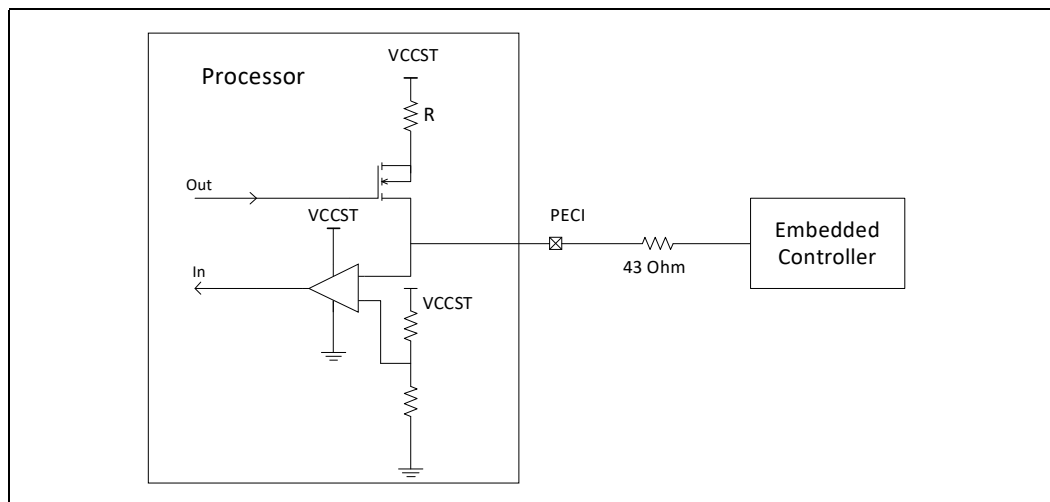 VCCST
Processor
R
Out
VCCST
PECI
Embedded
Controller
43 Ohm
In
VCCST